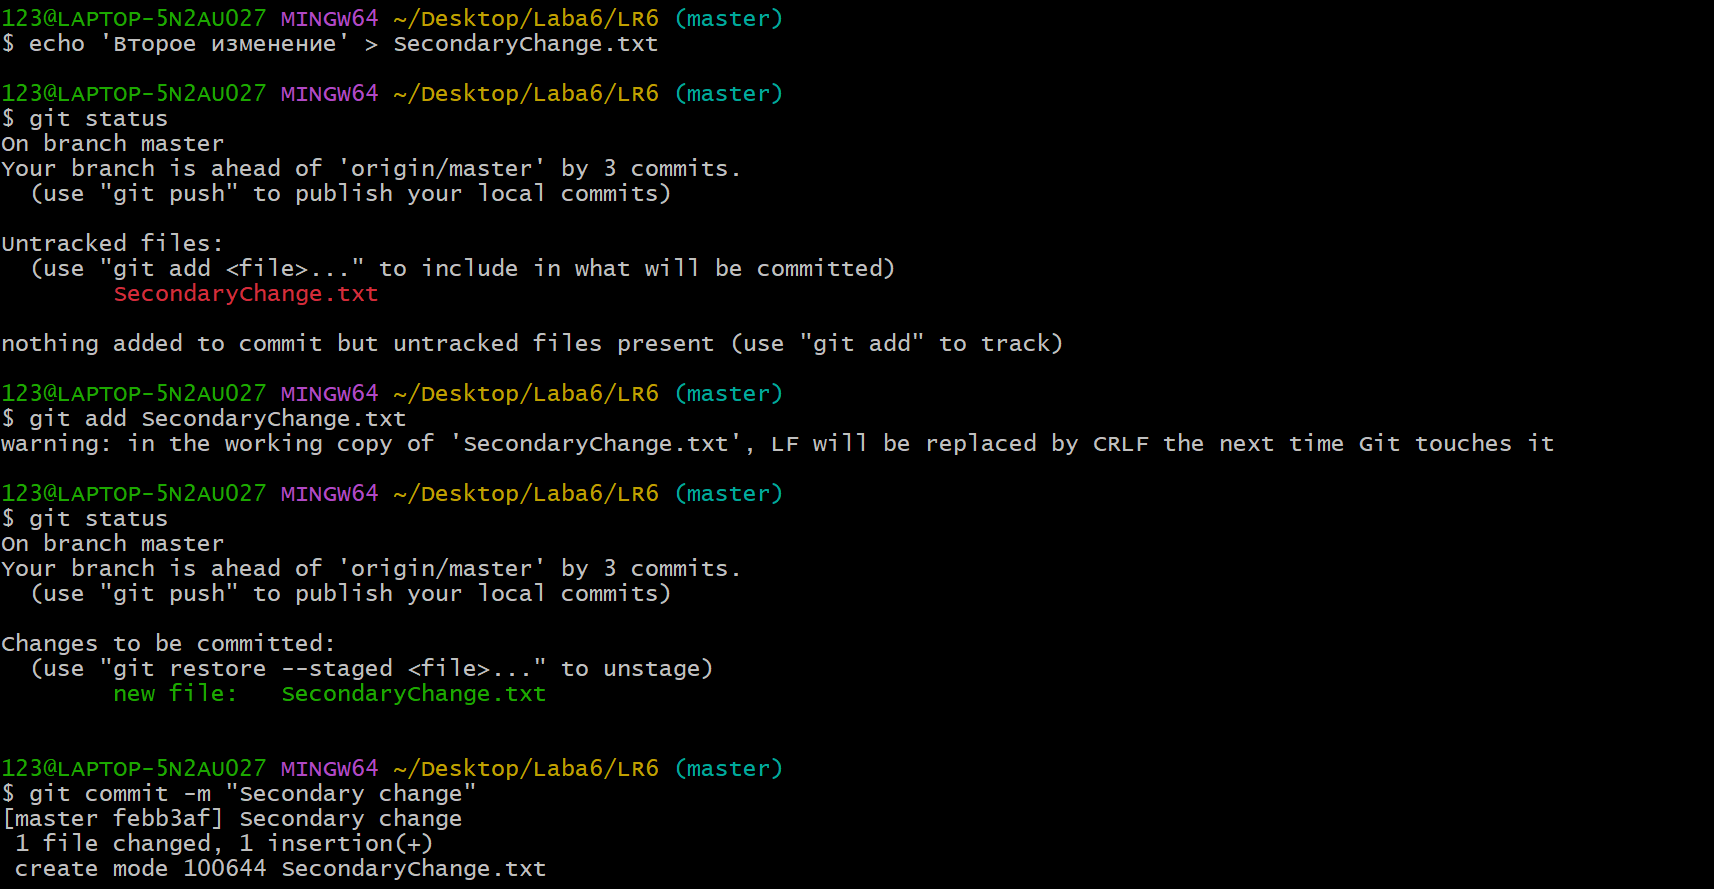 123@LAPTOP-5N2AU027 MINGW64 ~/Desktop/Laba6/LR6 (master)
$ echo 'Второе изменение' > SecondaryChange.txt
123@LAPTOP-5N2AU027 MINGW64 ~/Desktop/Laba6/LR6 (master)
$ git status
On branch master
Your branch is ahead of 'origin/master' by 3 commits.
  (use "git push" to publish your local commits)
Untracked files:
  (use "git add <file>..." to include in what will be committed)
        SecondaryChange.txt
nothing added to commit but untracked files present (use "git add" to track)
123@LAPTOP-5N2AU027 MINGW64 ~/Desktop/Laba6/LR6 (master)
$ git add SecondaryChange.txt
warning: in the working copy of 'SecondaryChange.txt', LF will be replaced by CRLF the next time Git touches it
123@LAPTOP-5N2AU027 MINGW64 ~/Desktop/Laba6/LR6 (master)
$ git status
On branch master
Your branch is ahead of 'origin/master' by 3 commits.
  (use "git push" to publish your local commits)
Changes to be committed:
  (use "git restore --staged <file>..." to unstage)
        new file:   SecondaryChange.txt
123@LAPTOP-5N2AU027 MINGW64 ~/Desktop/Laba6/LR6 (master)
$ git commit -m "Secondary change"
[master febb3af] Secondary change
 1 file changed, 1 insertion(+)
 create mode 100644 SecondaryChange.txt